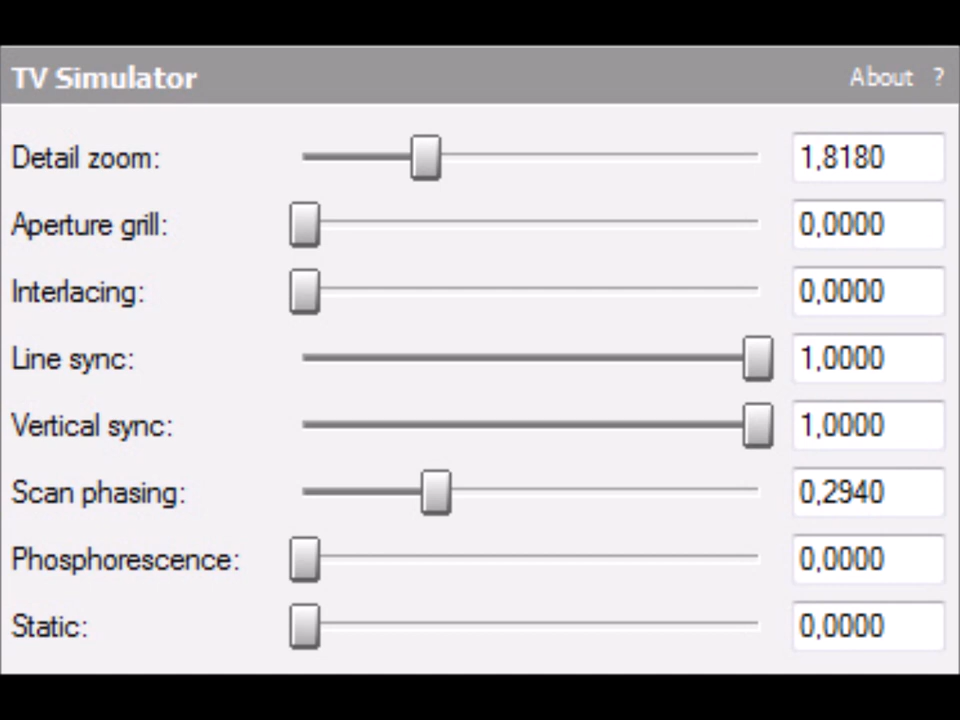 TV Simulator About ?
Detail zoom: 1,8180
Aperture grill: 0,0000
Interlacing: 0,0000
Line sync: 1,0000
Vertical sync: 1,0000
Scan phasing: 0,2940
Phosphorescence: 0,0000
Static: 0,0000